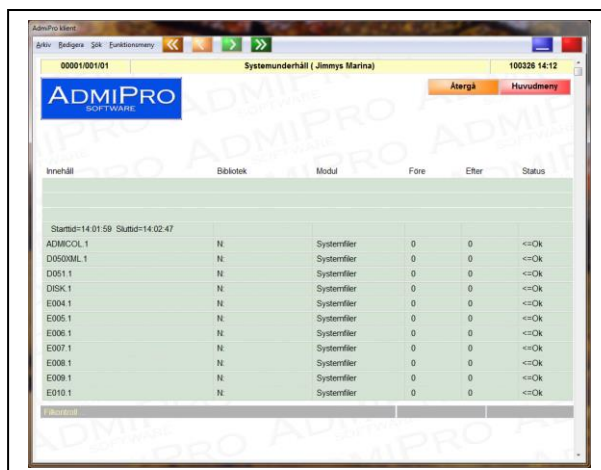 AdmiPro klient
Arkiv Redigera Sök Funktionsmeny
00001/001/01 Systemunderhåll ( Jimmys Marina) 100326 14:12
ADMIPRO
SOFTWARE
Återgå Huvudmeny
Innehåll Bibliotek Modul Före Efter Status
Starttid=14:01:59 Sluttid=14:02:47
ADMICOL.1 N: Systemfiler 0 0 <=Ok
D050XML.1 N: Systemfiler 0 0 <=Ok
D051.1 N: Systemfiler 0 0 <=Ok
DISK.1 N: Systemfiler 0 0 <=Ok
E004.1 N: Systemfiler 0 0 <=Ok
E005.1 N: Systemfiler 0 0 <=Ok
E006.1 N: Systemfiler 0 0 <=Ok
E007.1 N: Systemfiler 0 0 <=Ok
E008.1 N: Systemfiler 0 0 <=Ok
E009.1 N: Systemfiler 0 0 <=Ok
E010.1 N: Systemfiler 0 0 <=Ok
Filkontroll